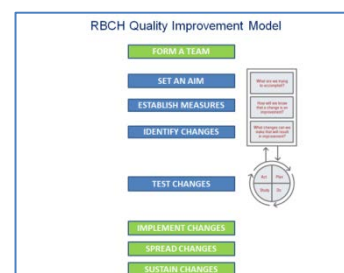 RBCH Quality Improvement Model
FORM A TEAM
SET AN AIM
ESTABLISH MEASURES
IDENTIFY CHANGES
What are we trying
to accomplish?
How will we know
that a change is an
improvement?
What changes can we
make that will result
in improvement?
TEST CHANGES
Act
Plan
Study
Do
IMPLEMENT CHANGES
SPREAD CHANGES
SUSTAIN CHANGES